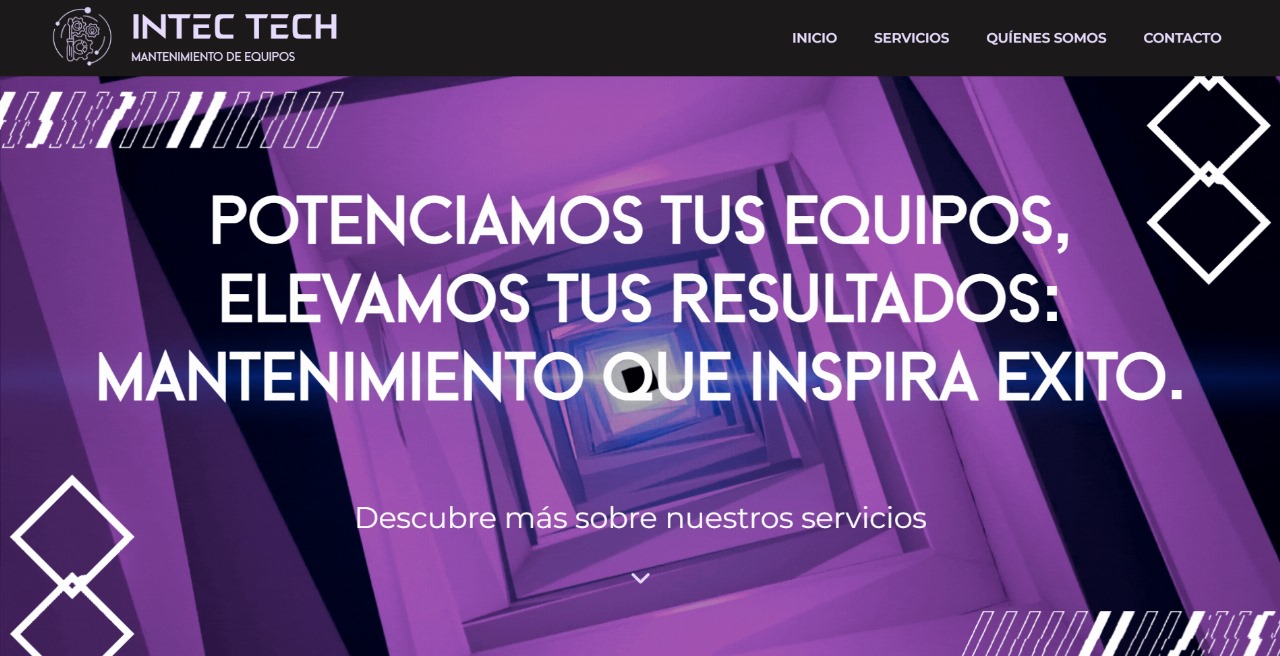 INTEC TECH
MANTENIMIENTO DE EQUIPOS
INICIO
SERVICIOS
QUÍENES SOMOS
CONTACTO
POTENCIAMOS TUS EQUIPOS,
ELEVAMOS TUS RESULTADOS:
MANTENIMIENTO QUE INSPIRA EXITO.
Descubre más sobre nuestros servicios